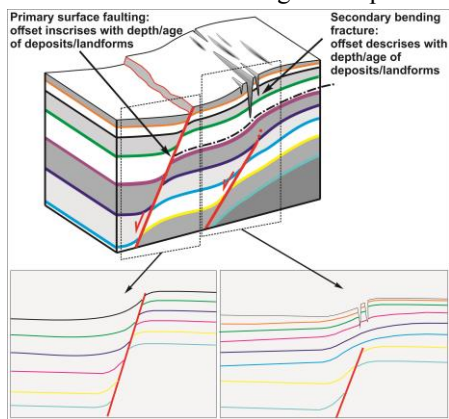 Primary surface faulting:
offset inscrises with depth/age
of deposits/landforms
Secondary bending
fracture:
offset descrises with
depth/age of
deposits/landforms